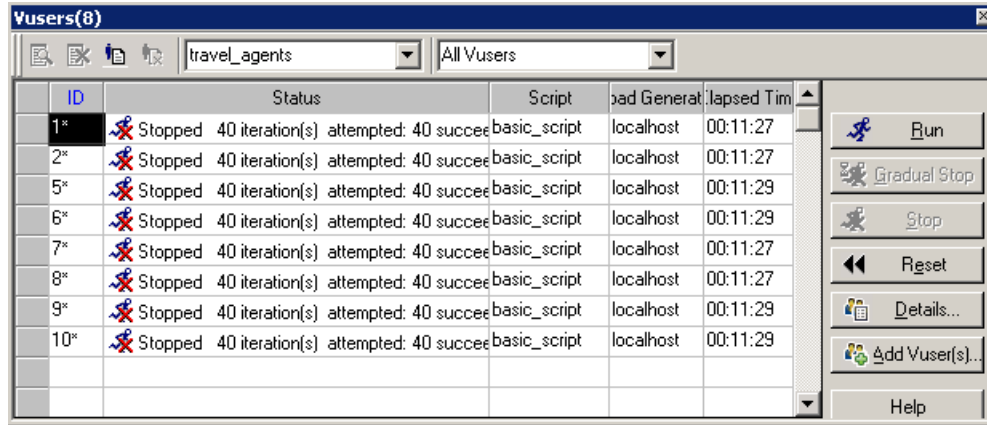 Vusers(8)
travel_agents All Vusers
ID Status Script oad Generat Elapsed Tim
1* Stopped 40 iteration(s) attempted: 40 succee basic_script localhost 00:11:27
2* Stopped 40 iteration(s) attempted: 40 succee basic_script localhost 00:11:27
5* Stopped 40 iteration(s) attempted: 40 succee basic_script localhost 00:11:29
6* Stopped 40 iteration(s) attempted: 40 succee basic_script localhost 00:11:29
7* Stopped 40 iteration(s) attempted: 40 succee basic_script localhost 00:11:27
8* Stopped 40 iteration(s) attempted: 40 succee basic_script localhost 00:11:27
9* Stopped 40 iteration(s) attempted: 40 succee basic_script localhost 00:11:29
10* Stopped 40 iteration(s) attempted: 40 succee basic_script localhost 00:11:29
Run
Gradual Stop
Stop
Reset
Details...
Add Vuser(s)...
Help